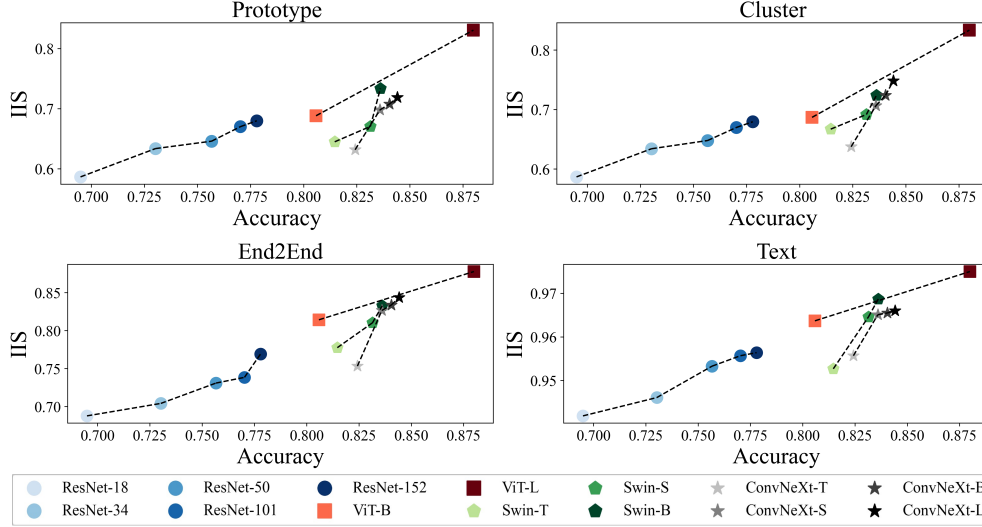 Prototype
Cluster
IIS
0.8
0.7
0.6
0.700 0.725 0.750 0.775 0.800 0.825 0.850 0.875
Accuracy
IIS
0.8
0.7
0.6
0.700 0.725 0.750 0.775 0.800 0.825 0.850 0.875
Accuracy
End2End
Text
IIS
0.85
0.80
0.75
0.70
0.700 0.725 0.750 0.775 0.800 0.825 0.850 0.875
Accuracy
IIS
0.97
0.96
0.95
0.700 0.725 0.750 0.775 0.800 0.825 0.850 0.875
Accuracy
ResNet-18 ResNet-50 ResNet-152 ViT-L Swin-S ConvNeXt-T ConvNeXt-B
ResNet-34 ResNet-101 ViT-B Swin-T Swin-B ConvNeXt-S ConvNeXt-L